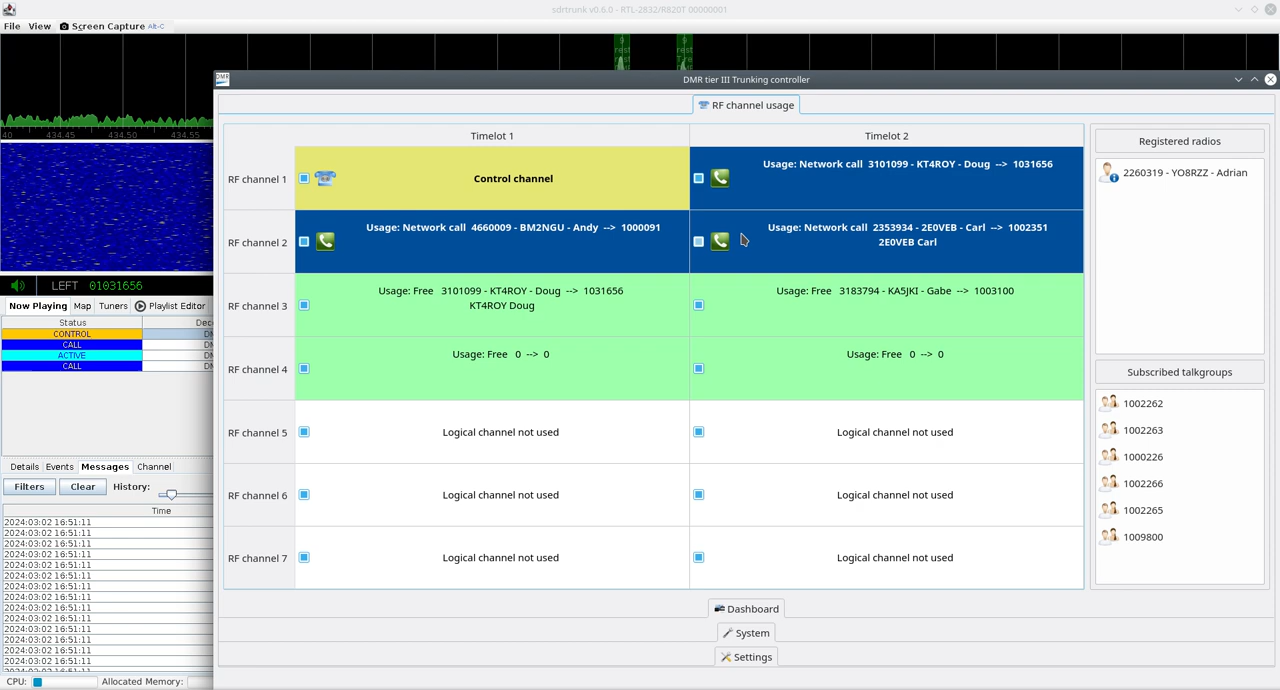 sdrtrunk v0.6.0 - RTL-2832/R820T 00000001
File View Screen Capture Alt-C
9
rest
40 434.45 434.50 434.55
LEFT 01031656
Now Playing Map Tuners Playlist Editor
Status
CONTROL
CALL
ACTIVE
CALL
Details Events Messages Channel
Filters Clear History:
Time
2024:03:02 16:51:11
2024:03:02 16:51:11
2024:03:02 16:51:11
2024:03:02 16:51:11
2024:03:02 16:51:11
2024:03:02 16:51:11
2024:03:02 16:51:11
2024:03:02 16:51:11
2024:03:02 16:51:11
2024:03:02 16:51:11
2024:03:02 16:51:11
2024:03:02 16:51:11
2024:03:02 16:51:11
2024:03:02 16:51:11
CPU: Allocated Memory:
DMR DMR tier III Trunking controller
RF channel usage
Timelot 1 Timelot 2
RF channel 1
Control channel
Usage: Network call 3101099 - KT4ROY - Doug --> 1031656
RF channel 2
Usage: Network call 4660009 - BM2NGU - Andy --> 1000091
Usage: Network call 2353934 - 2E0VEB - Carl --> 1002351
2E0VEB Carl
RF channel 3
Usage: Free 3101099 - KT4ROY - Doug --> 1031656
KT4ROY Doug
Usage: Free 3183794 - KA5JKI - Gabe --> 1003100
RF channel 4
Usage: Free 0 --> 0
Usage: Free 0 --> 0
RF channel 5
Logical channel not used
Logical channel not used
RF channel 6
Logical channel not used
Logical channel not used
RF channel 7
Logical channel not used
Logical channel not used
Registered radios
2260319 - YO8RZZ - Adrian
Subscribed talkgroups
1002262
1002263
1000226
1002266
1002265
1009800
Dashboard
System
Settings